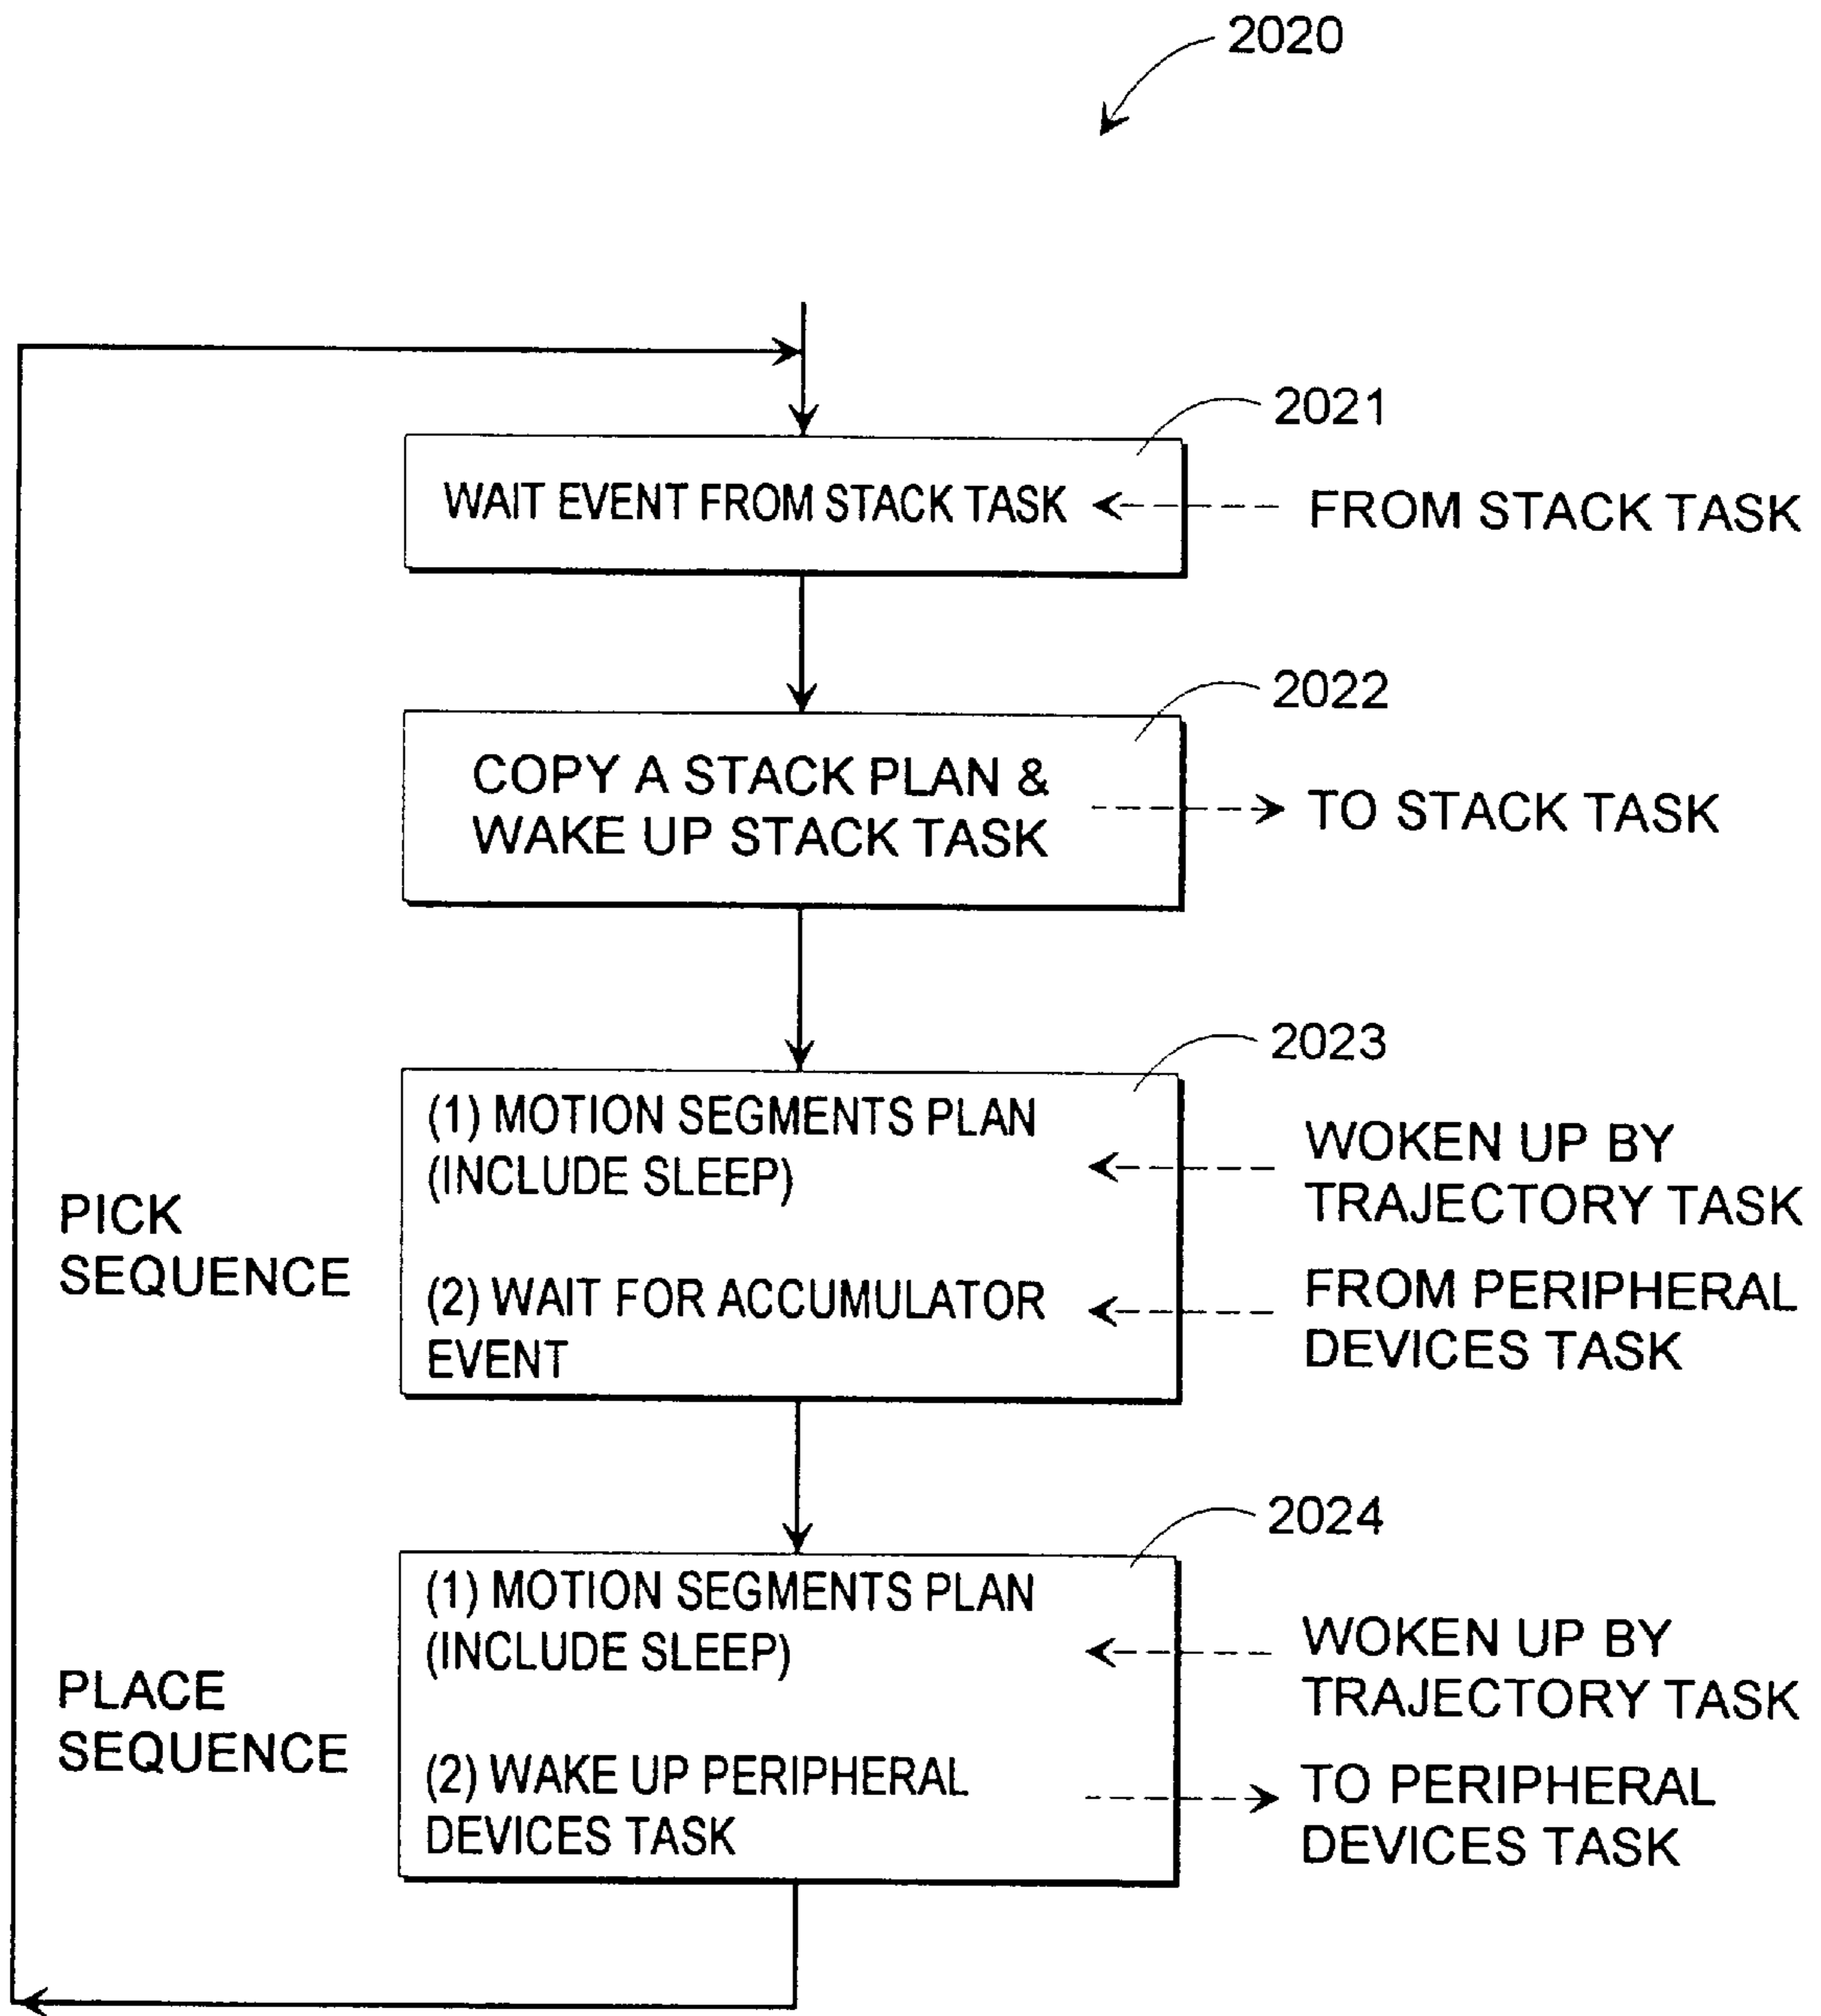 2020
2021
WAIT EVENT FROM STACK TASK
FROM STACK TASK
2022
COPY A STACK PLAN &
WAKE UP STACK TASK
TO STACK TASK
2023
PICK
SEQUENCE
(1) MOTION SEGMENTS PLAN
(INCLUDE SLEEP)
(2) WAIT FOR ACCUMULATOR
EVENT
WOKEN UP BY
TRAJECTORY TASK
FROM PERIPHERAL
DEVICES TASK
2024
PLACE
SEQUENCE
(1) MOTION SEGMENTS PLAN
(INCLUDE SLEEP)
(2) WAKE UP PERIPHERAL
DEVICES TASK
WOKEN UP BY
TRAJECTORY TASK
TO PERIPHERAL
DEVICES TASK